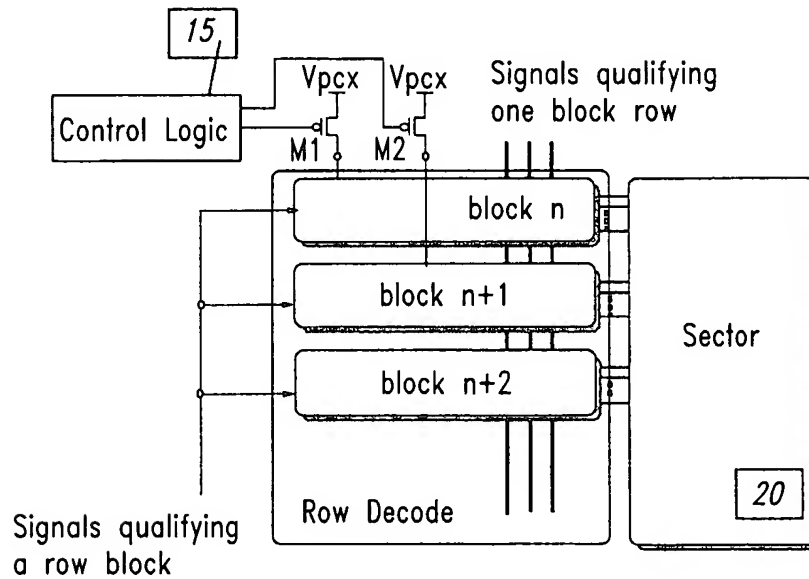 15
Control Logic
Vpcx
Vpcx
M1
M2
Signals qualifying
one block row
block n
block n+1
block n+2
Sector
Row Decode
20
Signals qualifying
a row block